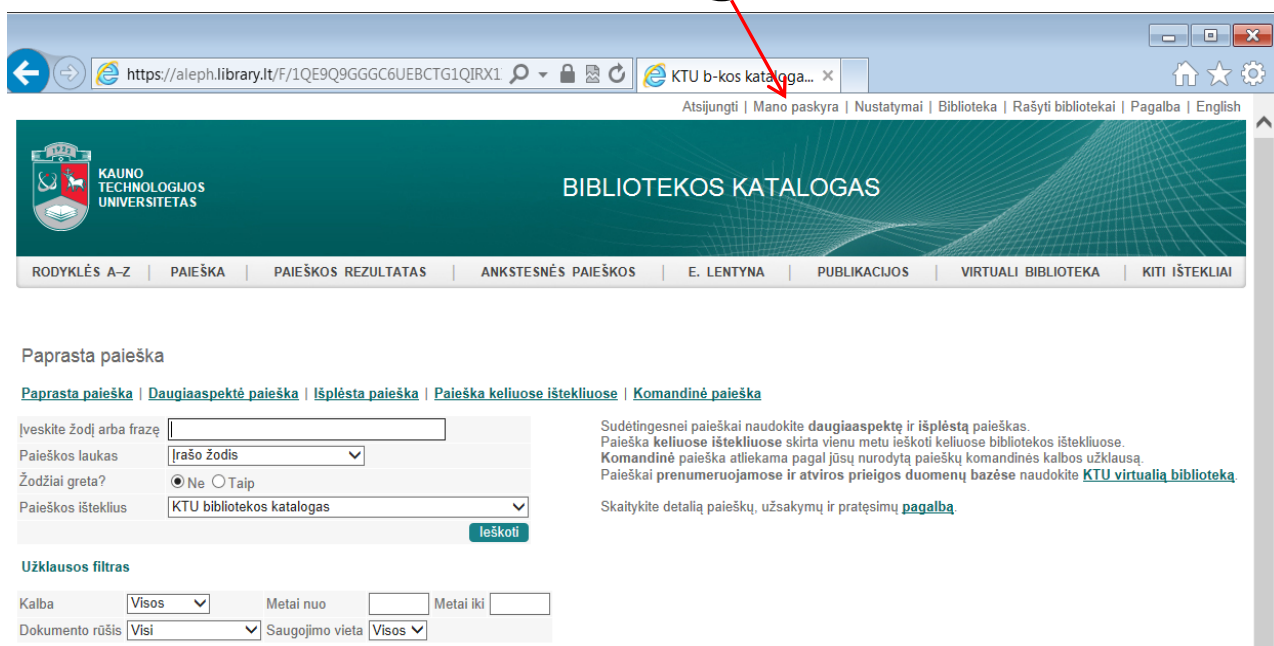 https://aleph.library.lt/F/1QE9Q9GGGC6UEBCTG1QIRX1
KTU b-kos kataloga...
Atsijungti | Mano paskyra | Nustatymai | Biblioteka | Rašyti bibliotekai | Pagalba | English
KAUNO
TECHNOLOGIJOS
UNIVERSITETAS
BIBLIOTEKOS KATALOGAS
RODYKLĖS A–Z | PAIEŠKA | PAIEŠKOS REZULTATAS | ANKSTESNĖS PAIEŠKOS | E. LENTYNA | PUBLIKACIJOS | VIRTUALI BIBLIOTEKA | KITI IŠTEKLIAI
Paprasta paieška
Paprasta paieška | Daugiaaspektė paieška | Išplėsta paieška | Paieška keliuose ištekliuose | Komandinė paieška
Įveskite žodį arba frazę
Paieškos laukas Įrašo žodis
Žodžiai greta? Ne Taip
Paieškos išteklius KTU bibliotekos katalogas
Ieškoti
Sudėtingesnei paieškai naudokite daugiaaspektę ir išplėstą paieškas.
Paieška keliuose ištekliuose skirta vienu metu ieškoti keliuose bibliotekos ištekliuose.
Komandinė paieška atliekama pagal jūsų nurodytą paieškų komandinės kalbos užklausą.
Paieškai prenumeruojamose ir atviros prieigos duomenų bazėse naudokite KTU virtualią biblioteką.
Skaitykite detalią paieškų, užsakymų ir pratęsimų pagalbą.
Užklausos filtras
Kalba Visos Metai nuo Metai iki
Dokumento rūšis Visi Saugojimo vieta Visos